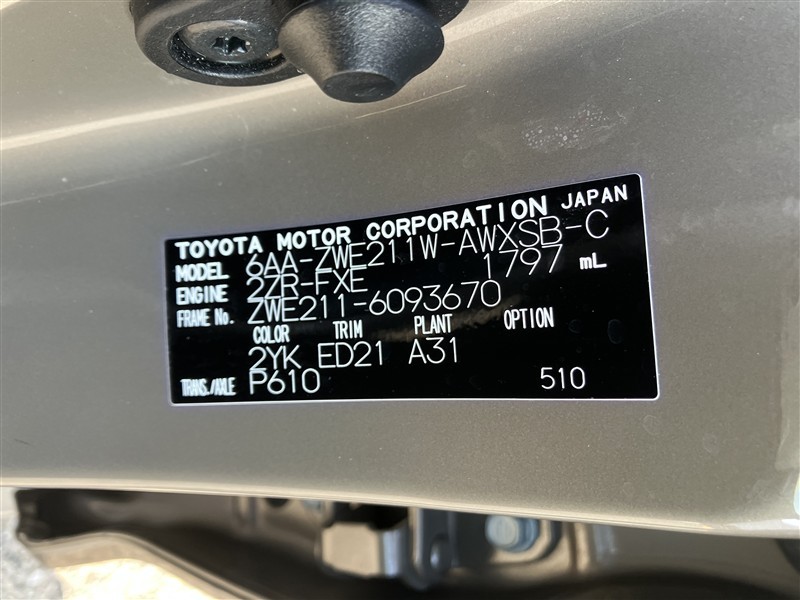 TOYOTA MOTOR CORPORATION JAPAN
MODEL 6AA-ZWE211W-AWXSB-C
ENGINE 2ZR-FXE 1797 mL
FRAME No. ZWE211-6093670
COLOR TRIM PLANT OPTION
2YK ED21 A31
TRANS./AXLE P610 510